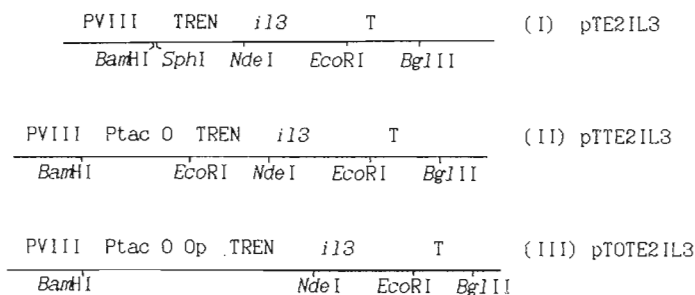 PVIII TREN il3 T (I) pTE2IL3
BamHI SphI NdeI EcoRI BglII
PVIII Ptac O TREN il3 T (II) pTTE2IL3
BamHI EcoRI NdeI EcoRI BglII
PVIII Ptac O Op TREN il3 T (III) pTOTE2IL3
BamHI NdeI EcoRI BglII